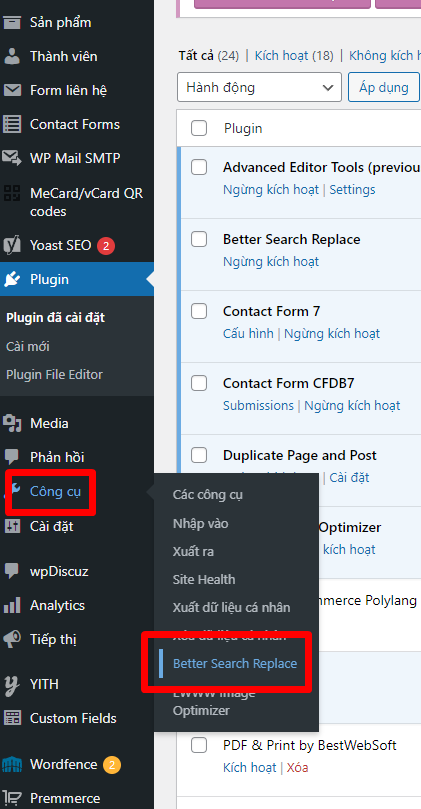 Sản phẩm
Thành viên
Form liên hệ
Contact Forms
WP Mail SMTP
MeCard/vCard QR
codes
Yoast SEO 2
Plugin
Plugin đã cài đặt
Cài mới
Plugin File Editor
Media
Phản hồi
Công cụ
Cài đặt
wpDiscuz
Analytics
Tiếp thị
YITH
Custom Fields
Wordfence 2
Premmerce
Các công cụ
Nhập vào
Xuất ra
Site Health
Xuất dữ liệu cá nhân
Xóa dữ liệu cá nhân
Better Search Replace
EWWW Image
Optimizer
Tất cả (24) | Kích hoạt (18) | Không kích h
Hành động
Áp dụng
Plugin
Advanced Editor Tools (previou
Ngừng kích hoạt | Settings
Better Search Replace
Ngừng kích hoạt
Contact Form 7
Cấu hình | Ngừng kích hoạt
Contact Form CFDB7
Submissions | Ngừng kích hoạt
Duplicate Page and Post
| Cài đặt
Optimizer
kích hoạt
mmerce Polylang
PDF & Print by BestWebSoft
Kích hoạt | Xóa